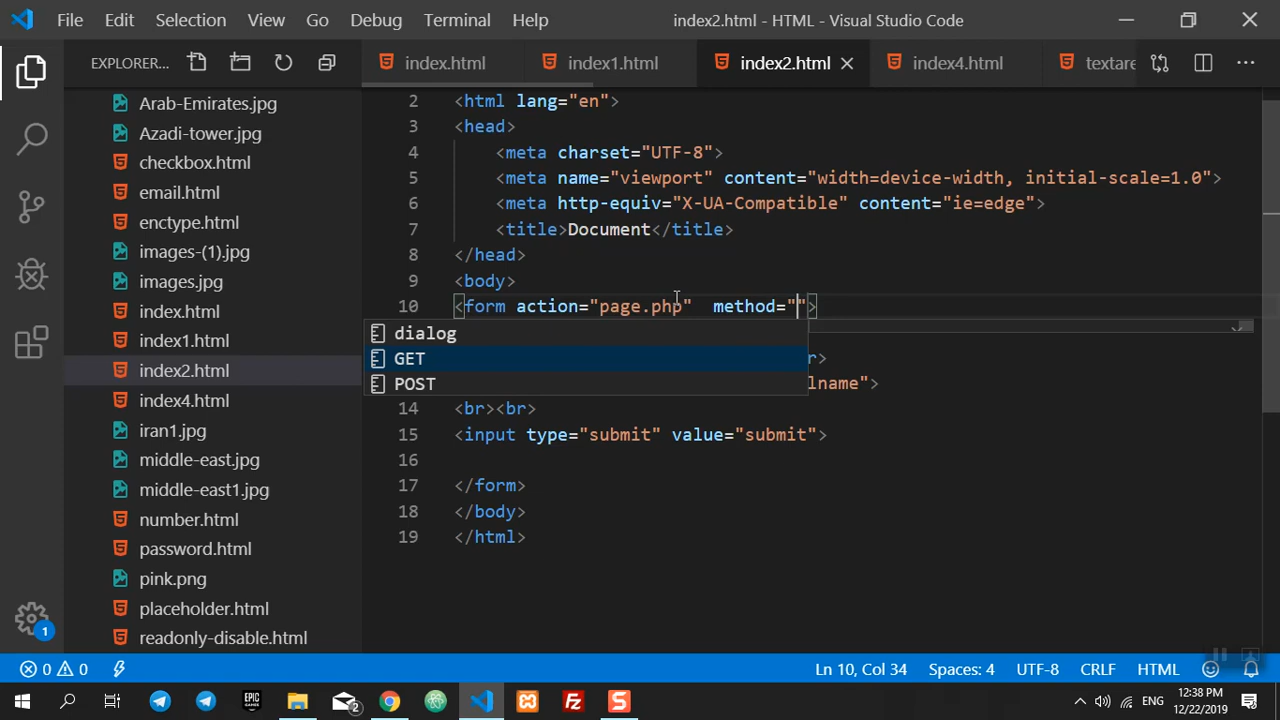 File Edit Selection View Go Debug Terminal Help index2.html - HTML - Visual Studio Code
EXPLORER...
index.html index1.html index2.html index4.html textare
Arab-Emirates.jpg
Azadi-tower.jpg
checkbox.html
email.html
enctype.html
images-(1).jpg
images.jpg
index.html
index1.html
index2.html
index4.html
iran1.jpg
middle-east.jpg
middle-east1.jpg
number.html
password.html
pink.png
placeholder.html
readonly-disable.html
2 <html lang="en">
3 <head>
4 <meta charset="UTF-8">
5 <meta name="viewport" content="width=device-width, initial-scale=1.0">
6 <meta http-equiv="X-UA-Compatible" content="ie=edge">
7 <title>Document</title>
8 </head>
9 <body>
10 <form action="page.php" method="">
dialog
GET r>
POST lname">
14 <br><br>
15 <input type="submit" value="submit">
16
17 </form>
18 </body>
19 </html>
1
0 0 Ln 10, Col 34 Spaces: 4 UTF-8 CRLF HTML
EPIC GAMES 2 ENG 12:38 PM
12/22/2019